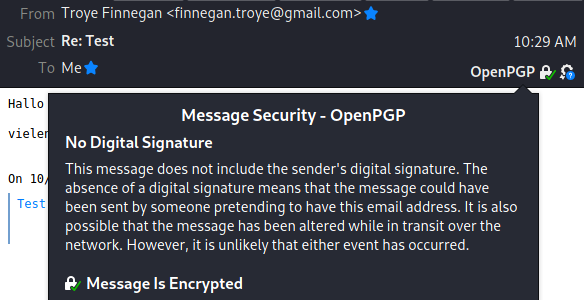 From Troye Finnegan <finnegan.troye@gmail.com>
Subject Re: Test 10:29 AM
To Me OpenPGP
Hallo
Message Security - OpenPGP
No Digital Signature
vielen
This message does not include the sender's digital signature. The
absence of a digital signature means that the message could have
On 10/
been sent by someone pretending to have this email address. It is also
Test
possible that the message has been altered while in transit over the
network. However, it is unlikely that either event has occurred.
Message Is Encrypted